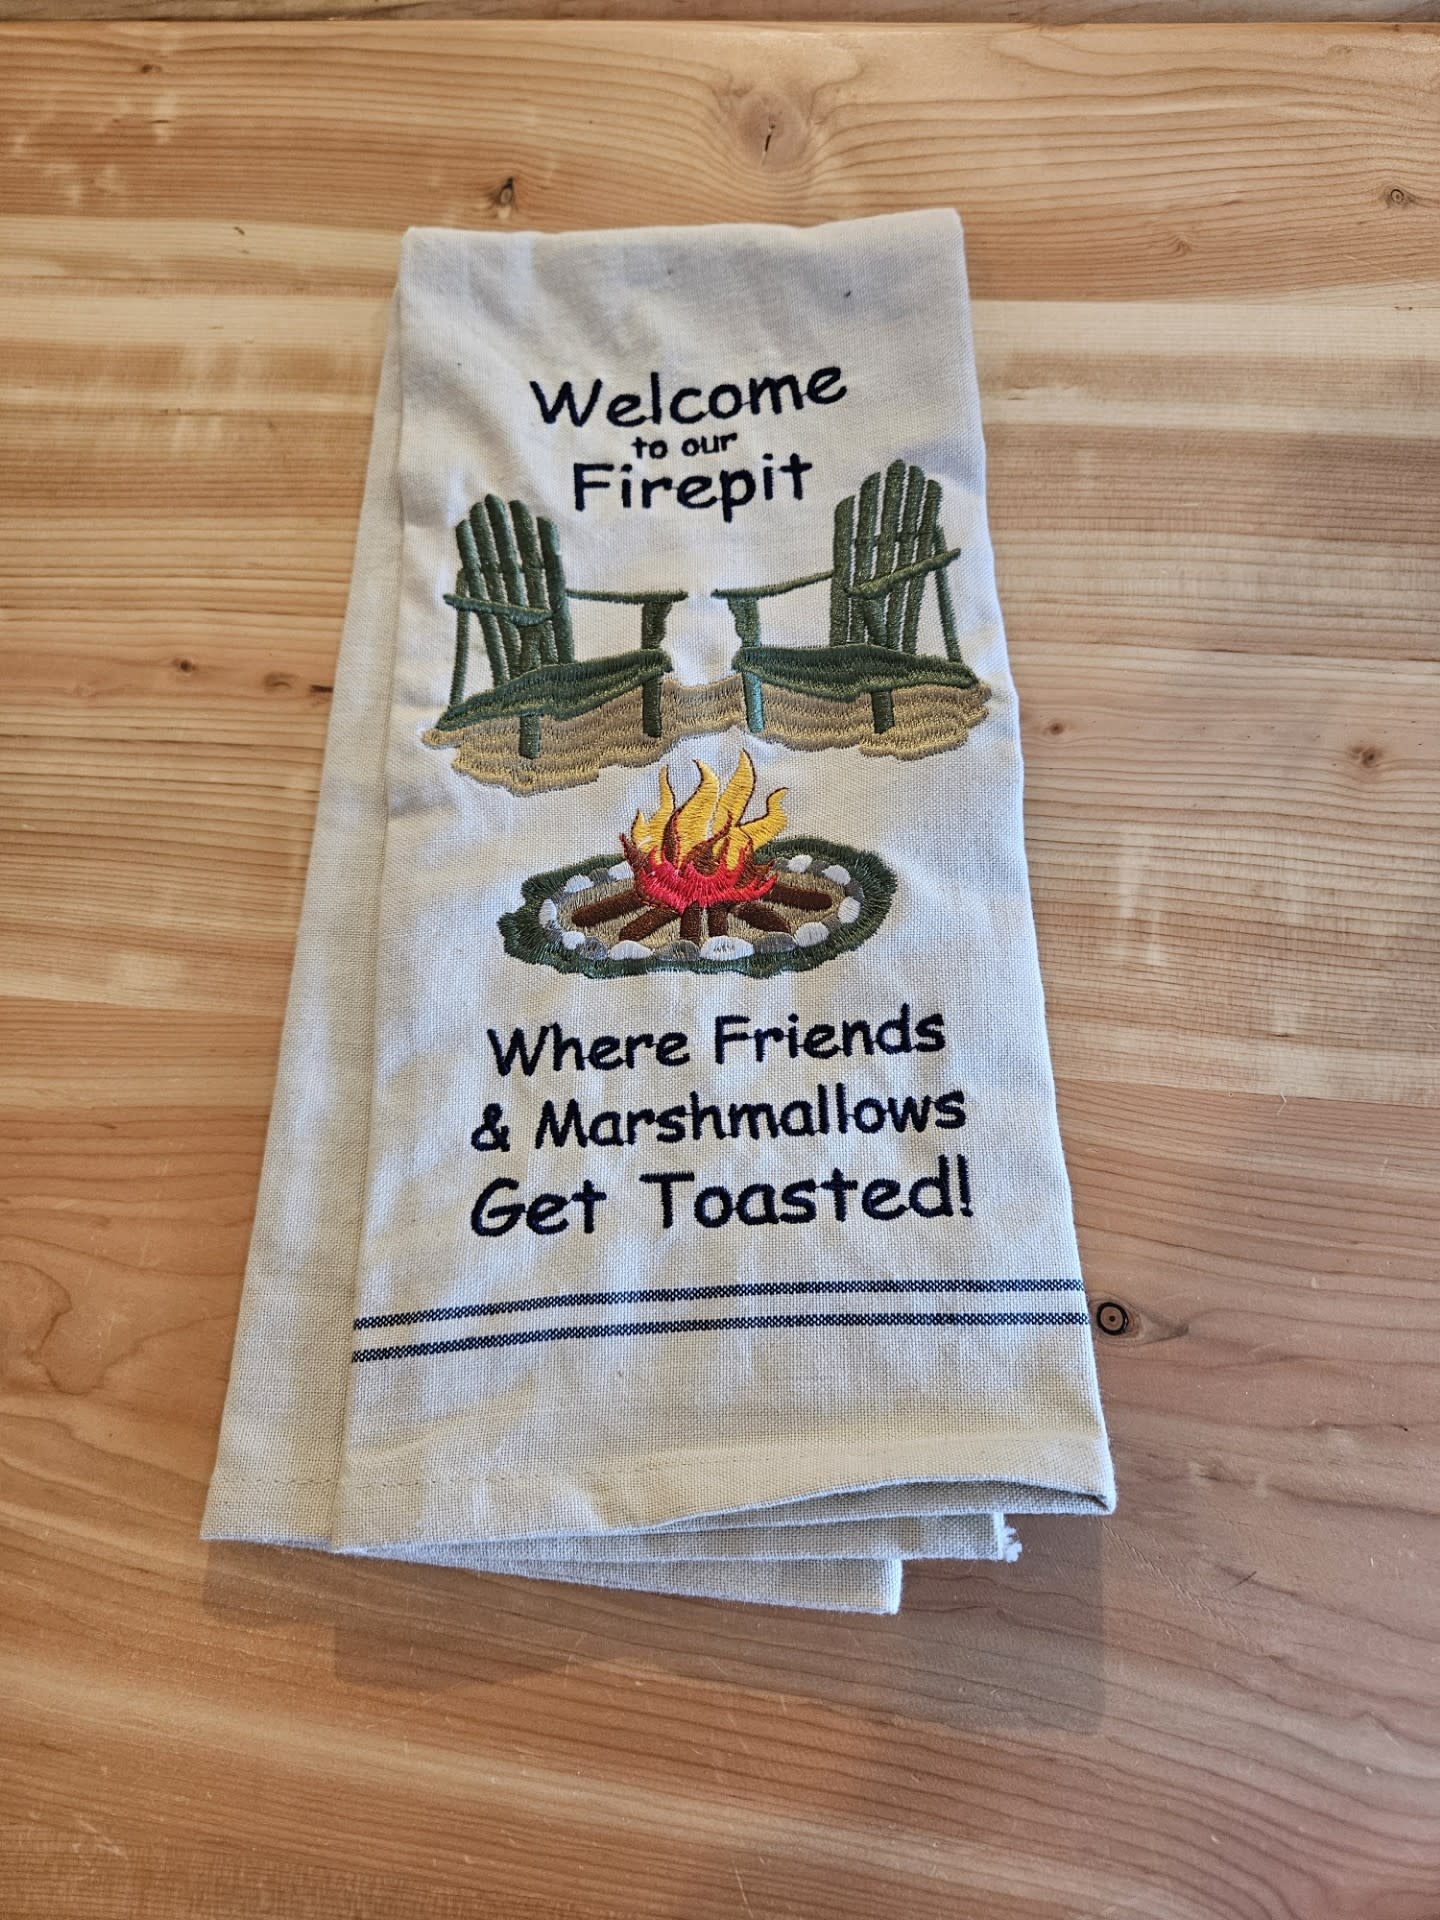 Welcome
to our
Firepit
Where Friends
& Marshmallows
Get Toasted!